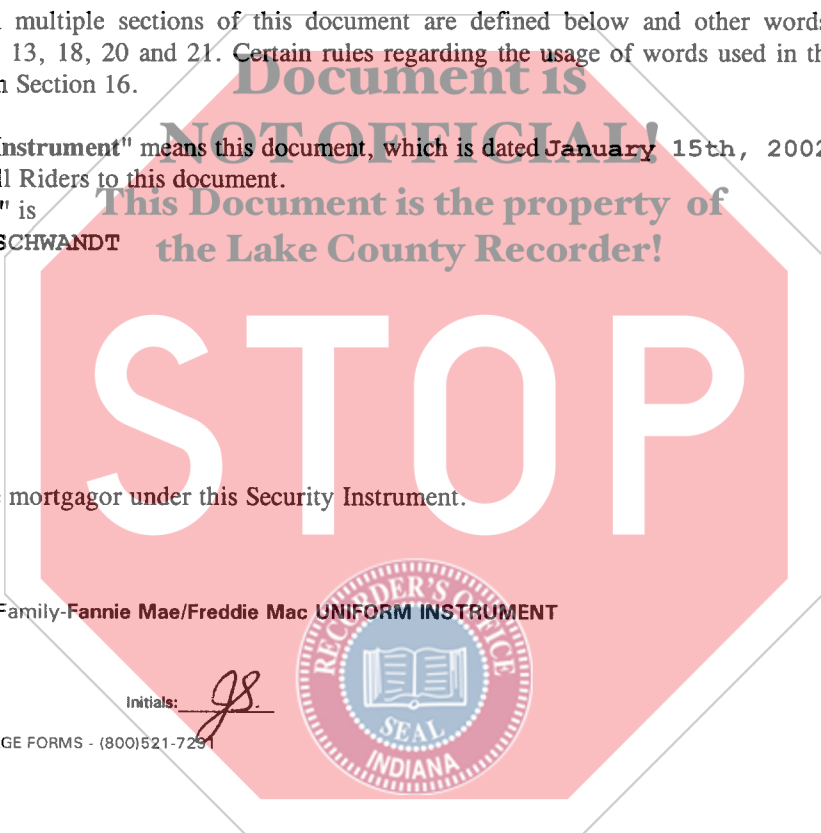 multiple sections of this document are defined below and other words
13, 18, 20 and 21. Certain rules regarding the usage of words used in th
n Section 16.
Document is
NOT OFFICIAL!
This Document is the property of
the Lake County Recorder!
Instrument" means this document, which is dated January 15th, 2002
ll Riders to this document.
" is
SCHWANDT
STOP
mortgagor under this Security Instrument.
Family-Fannie Mae/Freddie Mac UNIFORM INSTRUMENT
RECORDER'S OFFICE
SEAL
INDIANA
Initials: JS.
GE FORMS - (800)521-7291